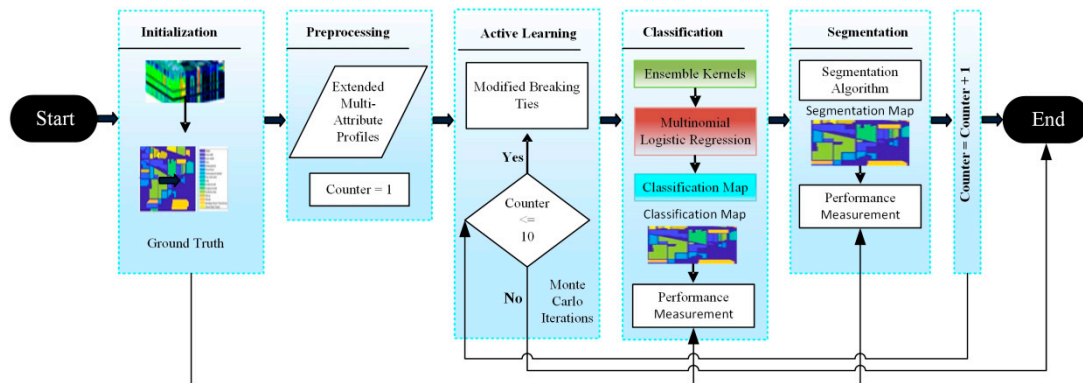 Start
Initialization
Ground Truth
Preprocessing
Extended
Multi-
Attribute
Profiles
Counter = 1
Active Learning
Modified Breaking
Ties
Yes
Counter
<=
10
No
Monte
Carlo
Iterations
Classification
Ensemble Kernels
Multinomial
Logistic Regression
Classification Map
Classification Map
Performance
Measurement
Segmentation
Segmentation
Algorithm
Segmentation Map
Performance
Measurement
Counter = Counter + 1
End